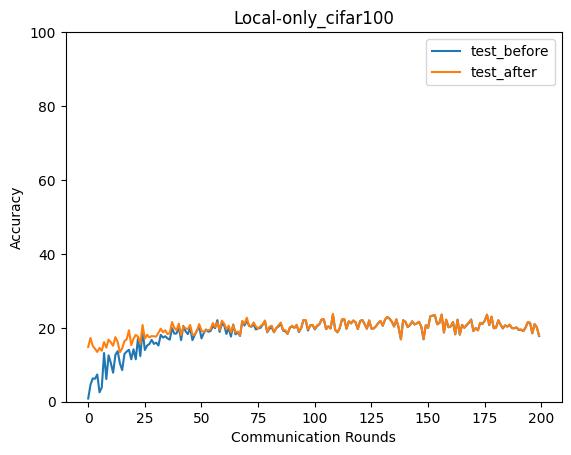 Local-only_cifar100
test_before
test_after
Accuracy
100
80
60
40
20
0
0 25 50 75 100 125 150 175 200
Communication Rounds